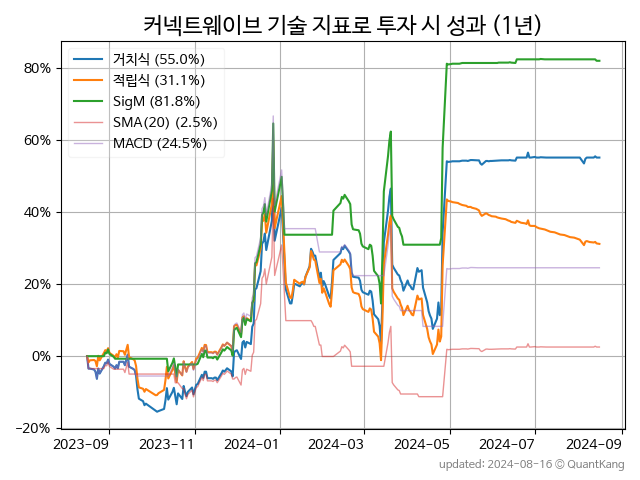 커넥트웨이브 기술 지표로 투자 시 성과 (1년)
거치식 (55.0%)
적립식 (31.1%)
SigM (81.8%)
SMA(20) (2.5%)
MACD (24.5%)
80%
60%
40%
20%
0%
−20%
2023-09 2023-11 2024-01 2024-03 2024-05 2024-07 2024-09
updated: 2024-08-16 © QuantKang